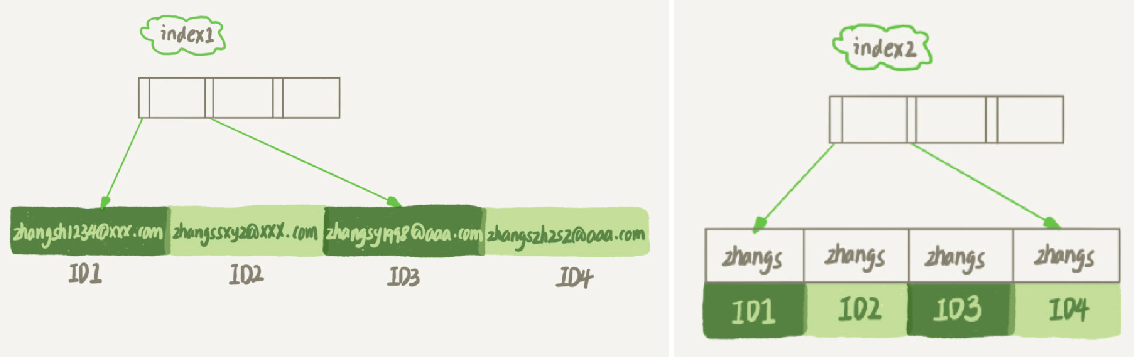 index1
zhangsh1234@xxx.com zhangssxyz@xxx.com zhangsy1998@aaa.com zhangszhzs2@aaa.com
ID1 ID2 ID3 ID4
index2
zhangs zhangs zhangs zhangs
ID1 ID2 ID3 ID4